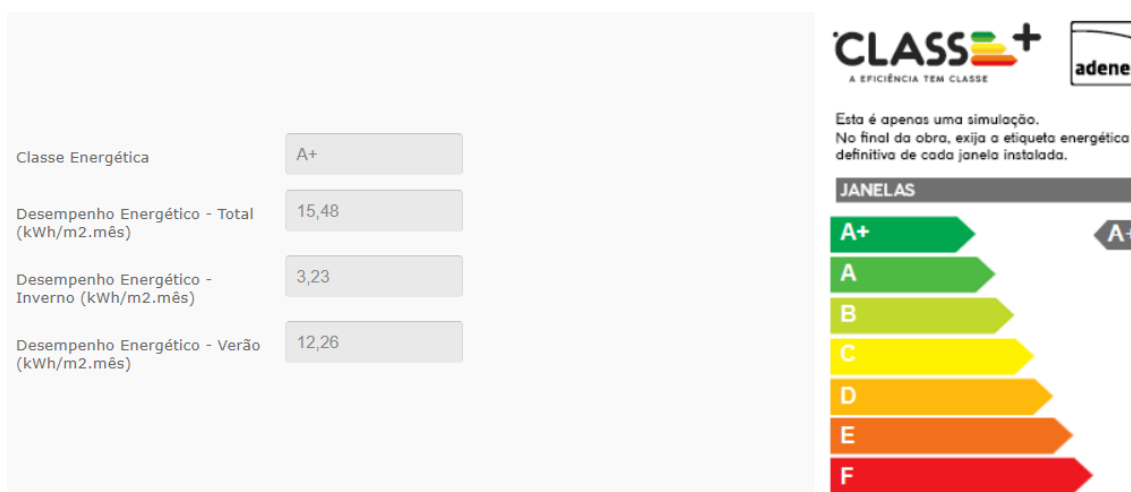 Classe Energética
A+
Desempenho Energético - Total
(kWh/m2.mês)
15,48
Desempenho Energético -
Inverno (kWh/m2.mês)
3,23
Desempenho Energético - Verão
(kWh/m2.mês)
12,26
CLASSE+
A EFICIÊNCIA TEM CLASSE
adene
Esta é apenas uma simulação.
No final da obra, exija a etiqueta energética
definitiva de cada janela instalada.
JANELAS
A+
A+
A
B
C
D
E
F